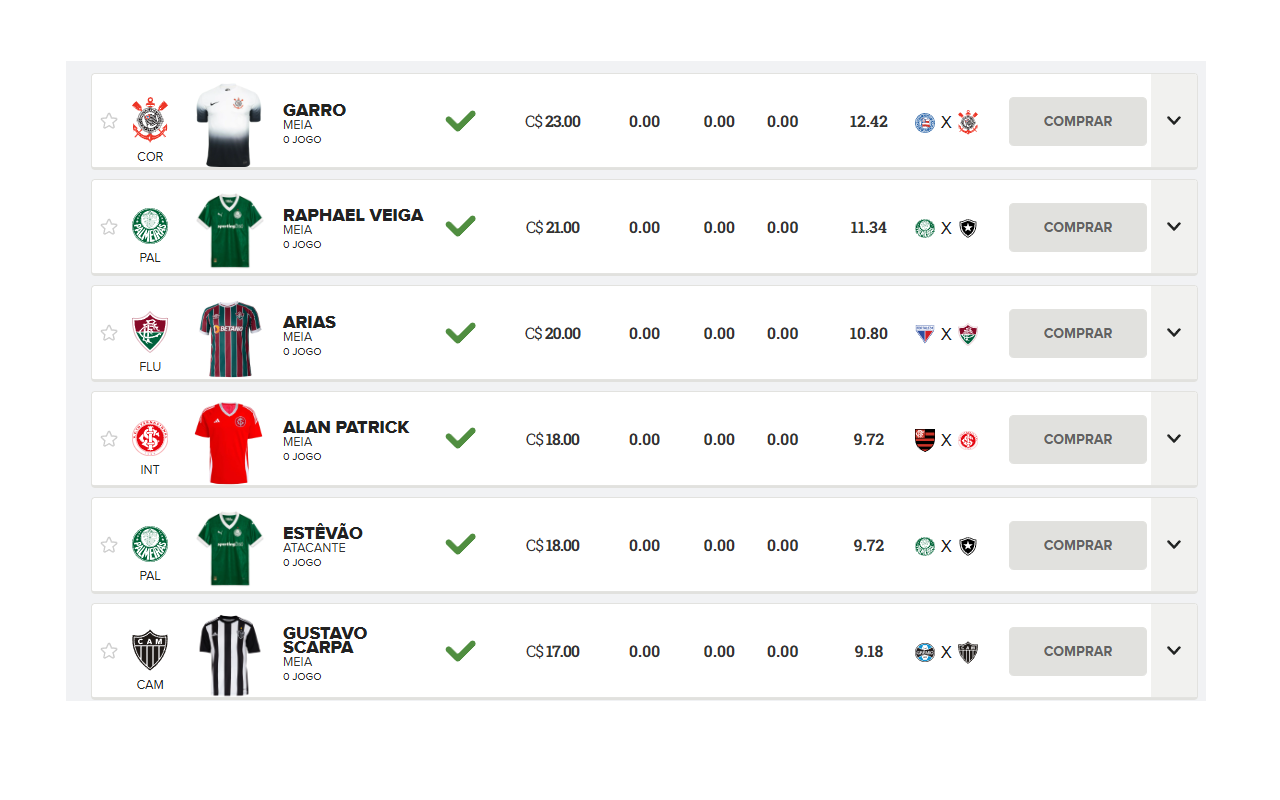 GARRO
MEIA
0 JOGO
COR
C$ 23.00 0.00 0.00 0.00 12.42 X COMPRAR
RAPHAEL VEIGA
MEIA
0 JOGO
PAL
C$ 21.00 0.00 0.00 0.00 11.34 X COMPRAR
ARIAS
MEIA
0 JOGO
FLU
C$ 20.00 0.00 0.00 0.00 10.80 X COMPRAR
BETANO
ALAN PATRICK
MEIA
0 JOGO
INT
C$ 18.00 0.00 0.00 0.00 9.72 X COMPRAR
ESTÊVÃO
ATACANTE
0 JOGO
PAL
C$ 18.00 0.00 0.00 0.00 9.72 X COMPRAR
GUSTAVO
SCARPA
MEIA
0 JOGO
CAM
C$ 17.00 0.00 0.00 0.00 9.18 X COMPRAR
PALMEIRAS
PALMEIRAS
CAM